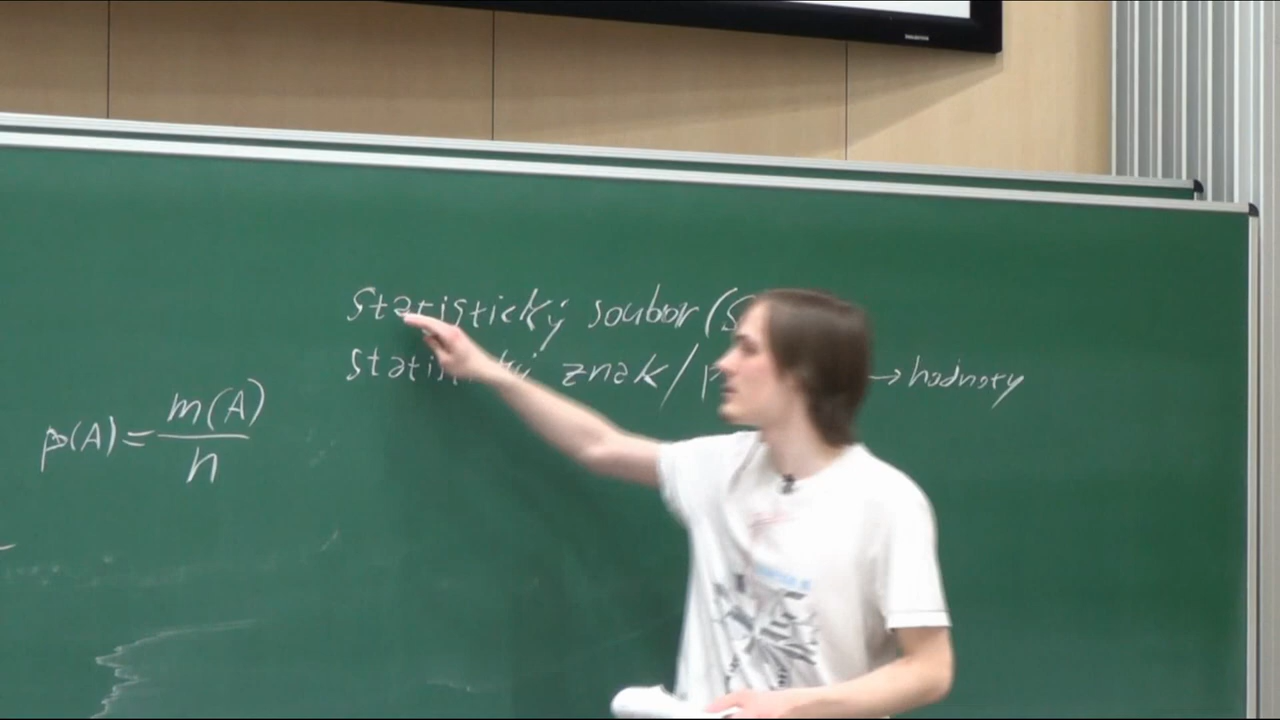 p(A) = m(A) / n
Statistický soubor (S
statistický znak / p → hodnoty